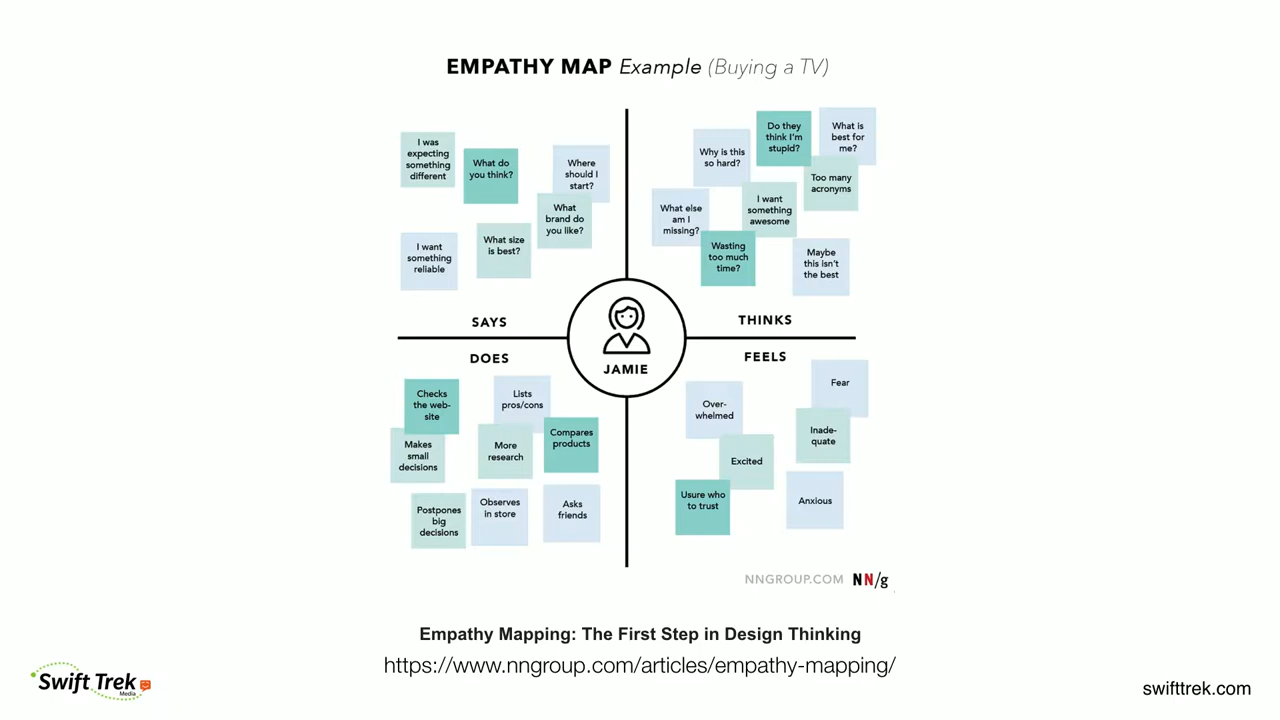 EMPATHY MAP Example (Buying a TV)
I was
expecting
something
different
What do
you think?
Where
should I
start?
What
brand do
you like?
What size
is best?
I want
something
reliable
SAYS
Why is this
so hard?
Do they
think I'm
stupid?
What is
best for
me?
Too many
acronyms
What else
am I
missing?
I want
something
awesome
Wasting
too much
time?
Maybe
this isn't
the best
THINKS
JAMIE
DOES
Checks
the web-
site
Lists
pros/cons
Compares
products
Makes
small
decisions
More
research
Postpones
big
decisions
Observes
in store
Asks
friends
FEELS
Over-
whelmed
Fear
Inade-
quate
Excited
Usure who
to trust
Anxious
NNGROUP.COM NN/g
Empathy Mapping: The First Step in Design Thinking
https://www.nngroup.com/articles/empathy-mapping/
Swift Trek
Media
swifttrek.com